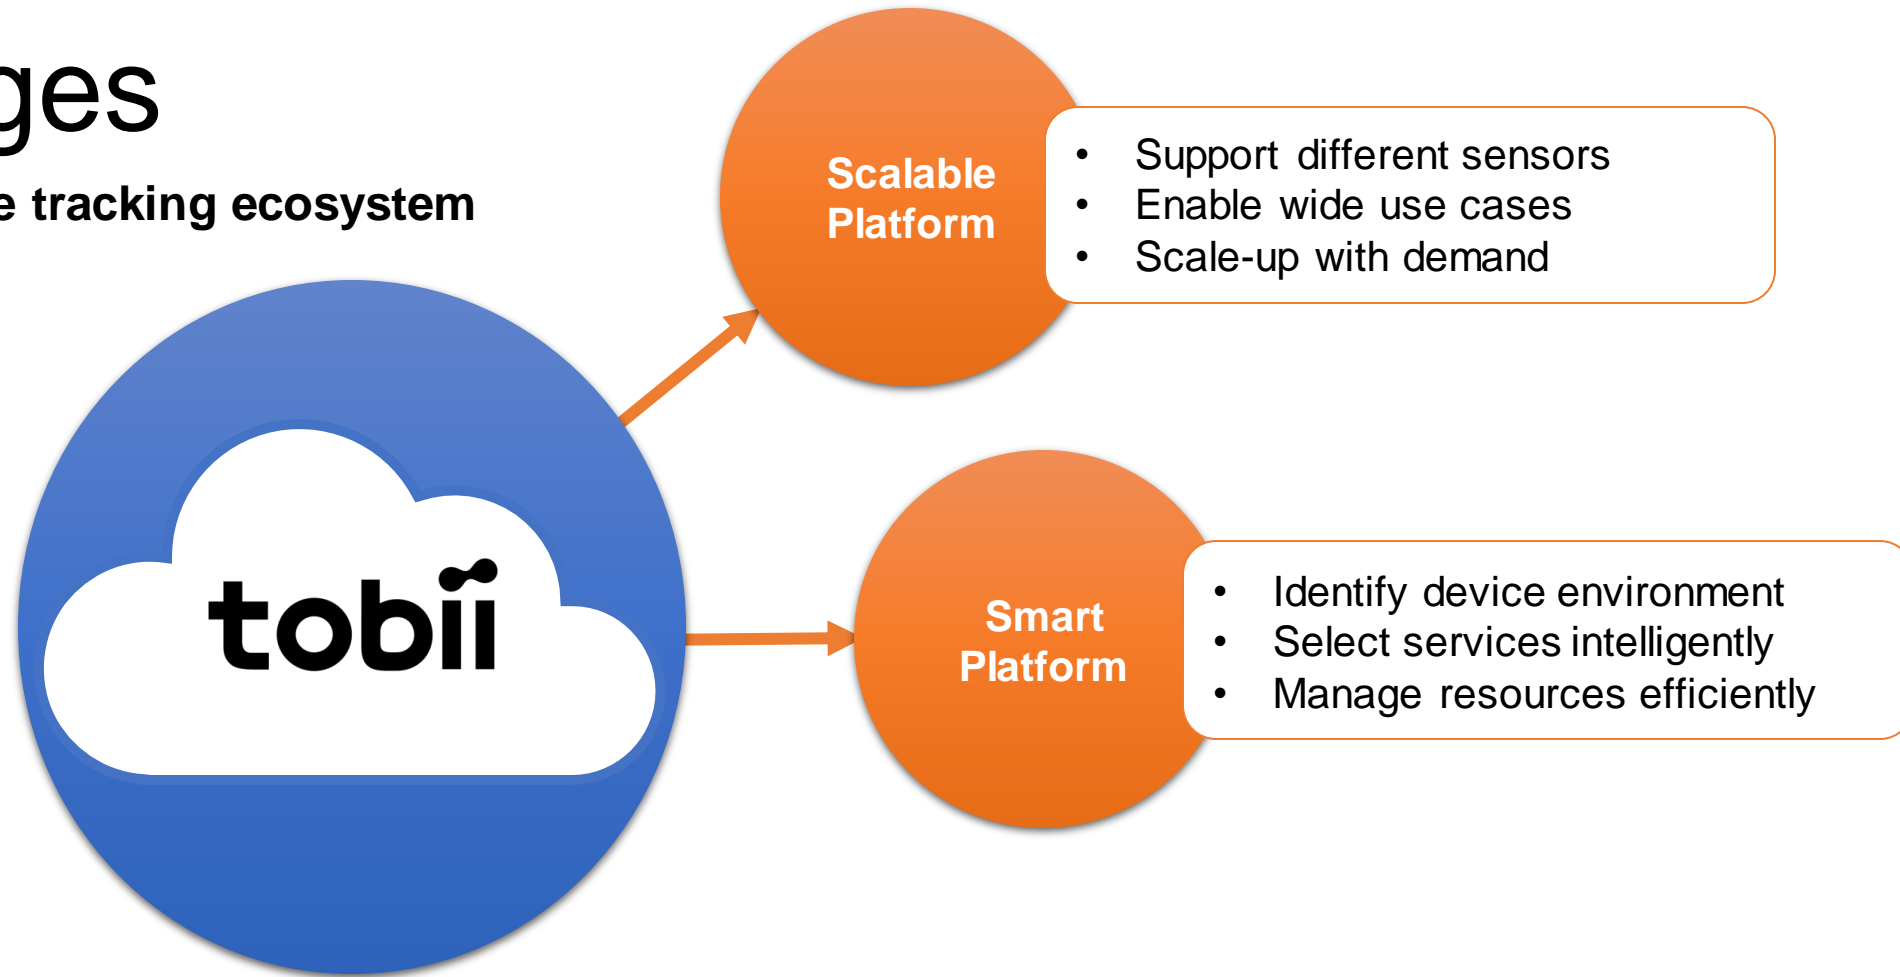 ges
e tracking ecosystem
Scalable
Platform
• Support different sensors
• Enable wide use cases
• Scale-up with demand
tobii
Smart
Platform
• Identify device environment
• Select services intelligently
• Manage resources efficiently